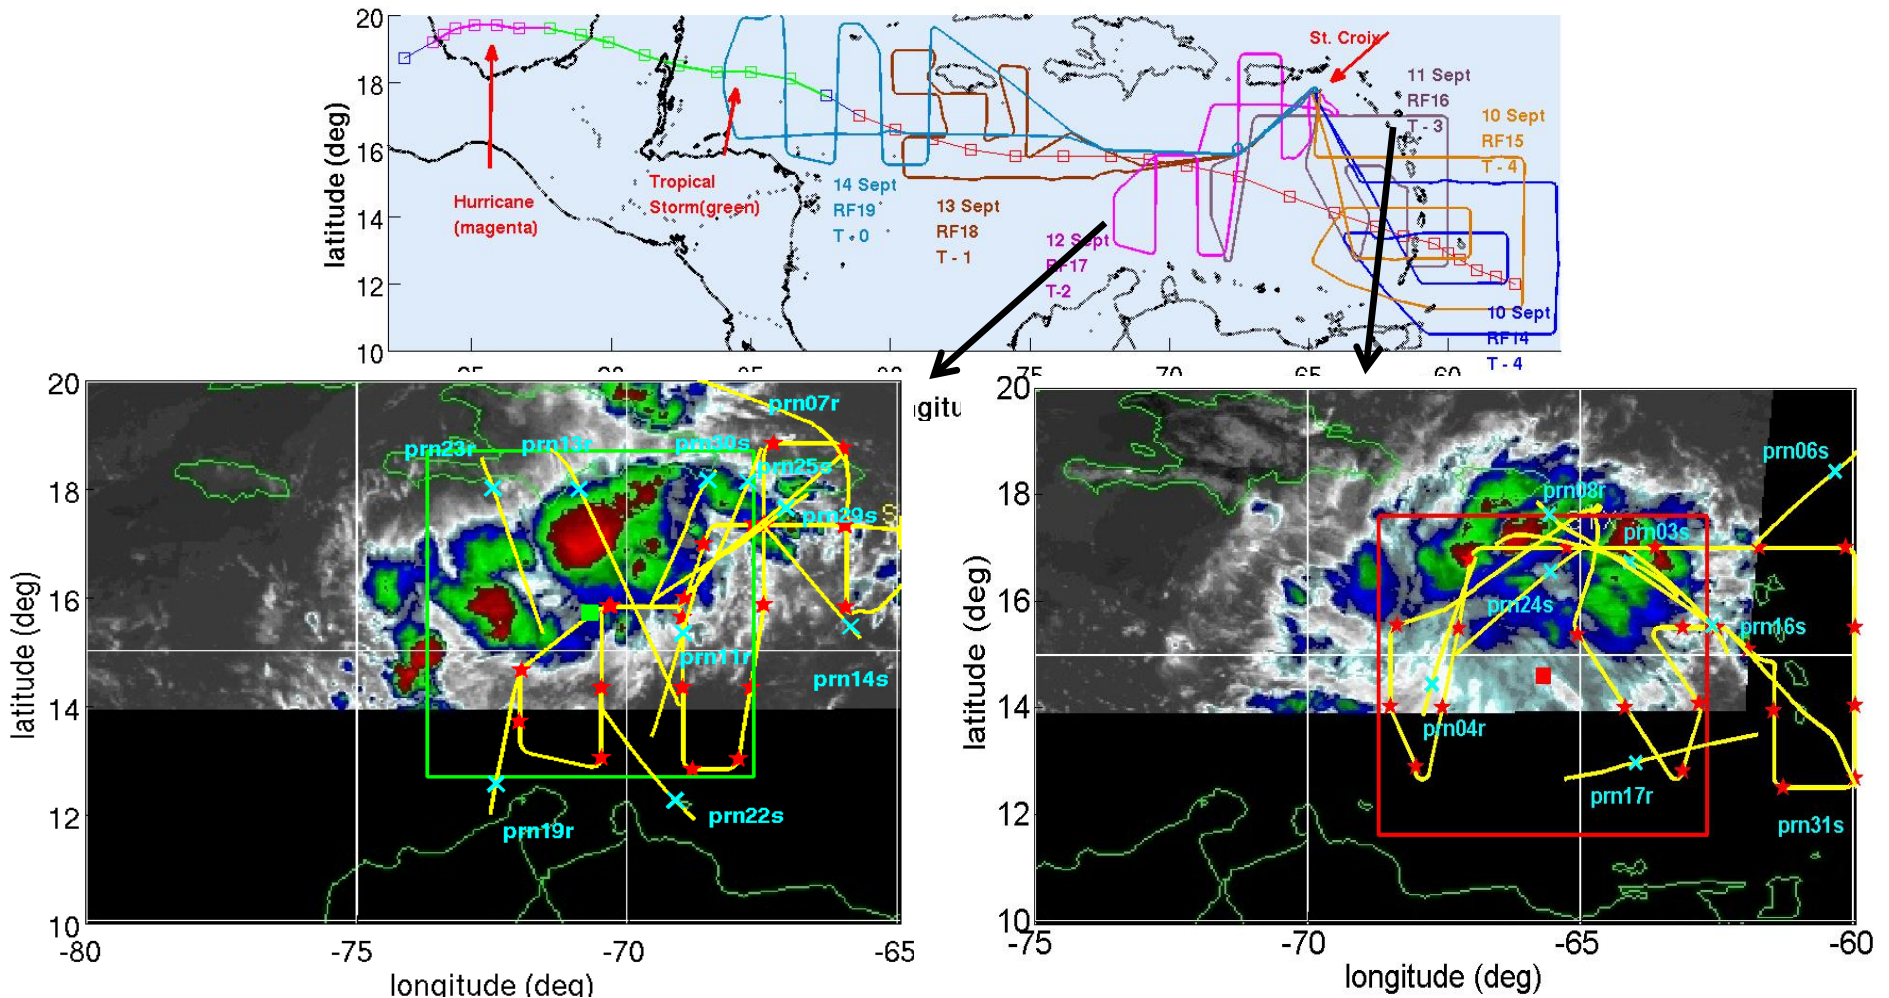 20
18
16
14
12
10
latitude (deg)
St. Croix
11 Sept
RF16
T - 3
10 Sept
RF15
T - 4
Hurricane
(magenta)
Tropical
Storm(green)
14 Sept
RF19
T - 0
13 Sept
RF18
T - 1
12 Sept
RF17
T-2
10 Sept
RF14
T - 4
20
18
16
14
12
10
latitude (deg)
prn07r
prn23r
prn13r
prn30s
prn25s
prn29s
S
prn11r
prn14s
prn19r
prn22s
-80
-75
-70
-65
longitude (deg)
20
18
16
14
12
10
latitude (deg)
prn06s
prn08r
prn03s
prn24s
prn16s
prn04r
prn17r
prn31s
-75
-70
-65
-60
longitude (deg)